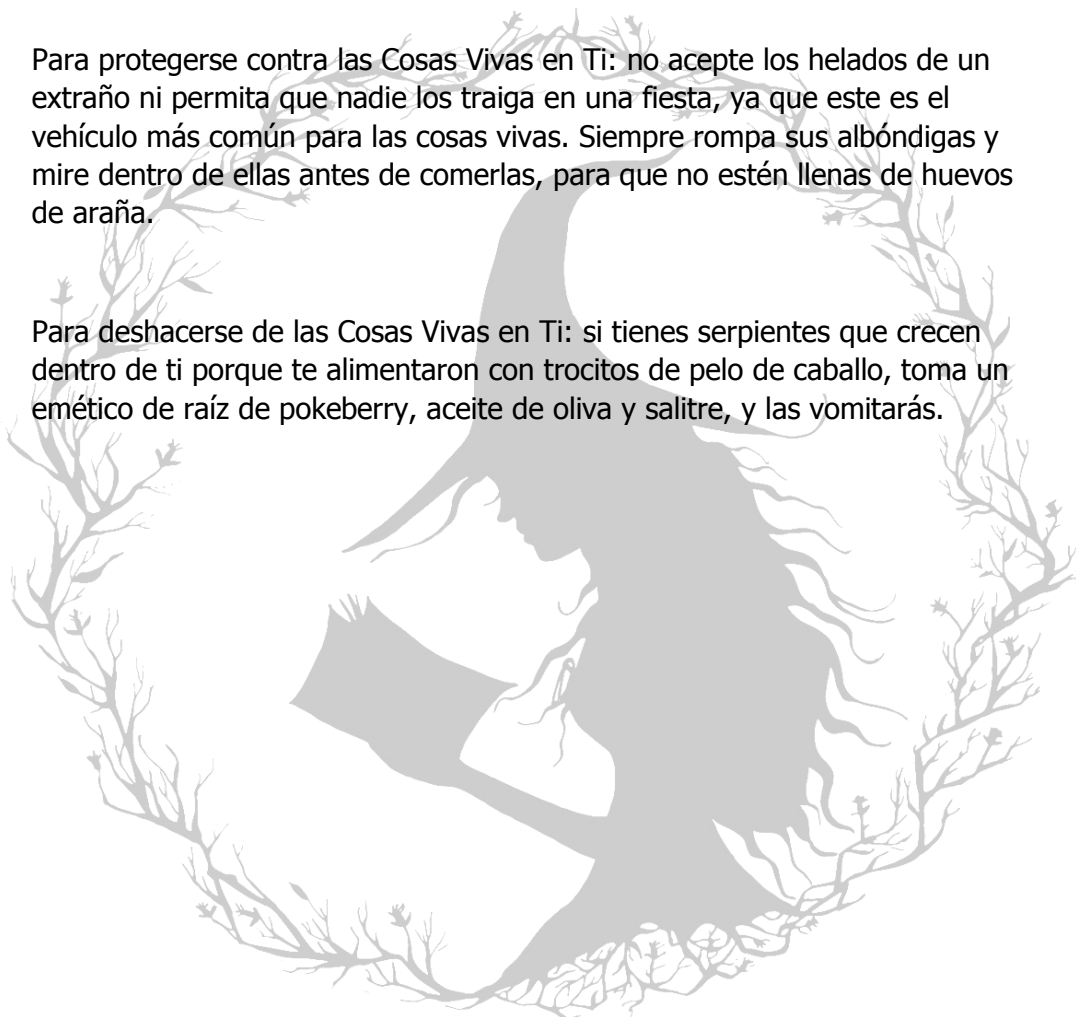 Para protegerse contra las Cosas Vivas en Ti: no acepte los helados de un
extraño ni permita que nadie los traiga en una fiesta, ya que este es el
vehículo más común para las cosas vivas. Siempre rompa sus albóndigas y
mire dentro de ellas antes de comerlas, para que no estén llenas de huevos
de araña.
Para deshacerse de las Cosas Vivas en Ti: si tienes serpientes que crecen
dentro de ti porque te alimentaron con trocitos de pelo de caballo, toma un
emético de raíz de pokeberry, aceite de oliva y salitre, y las vomitarás.